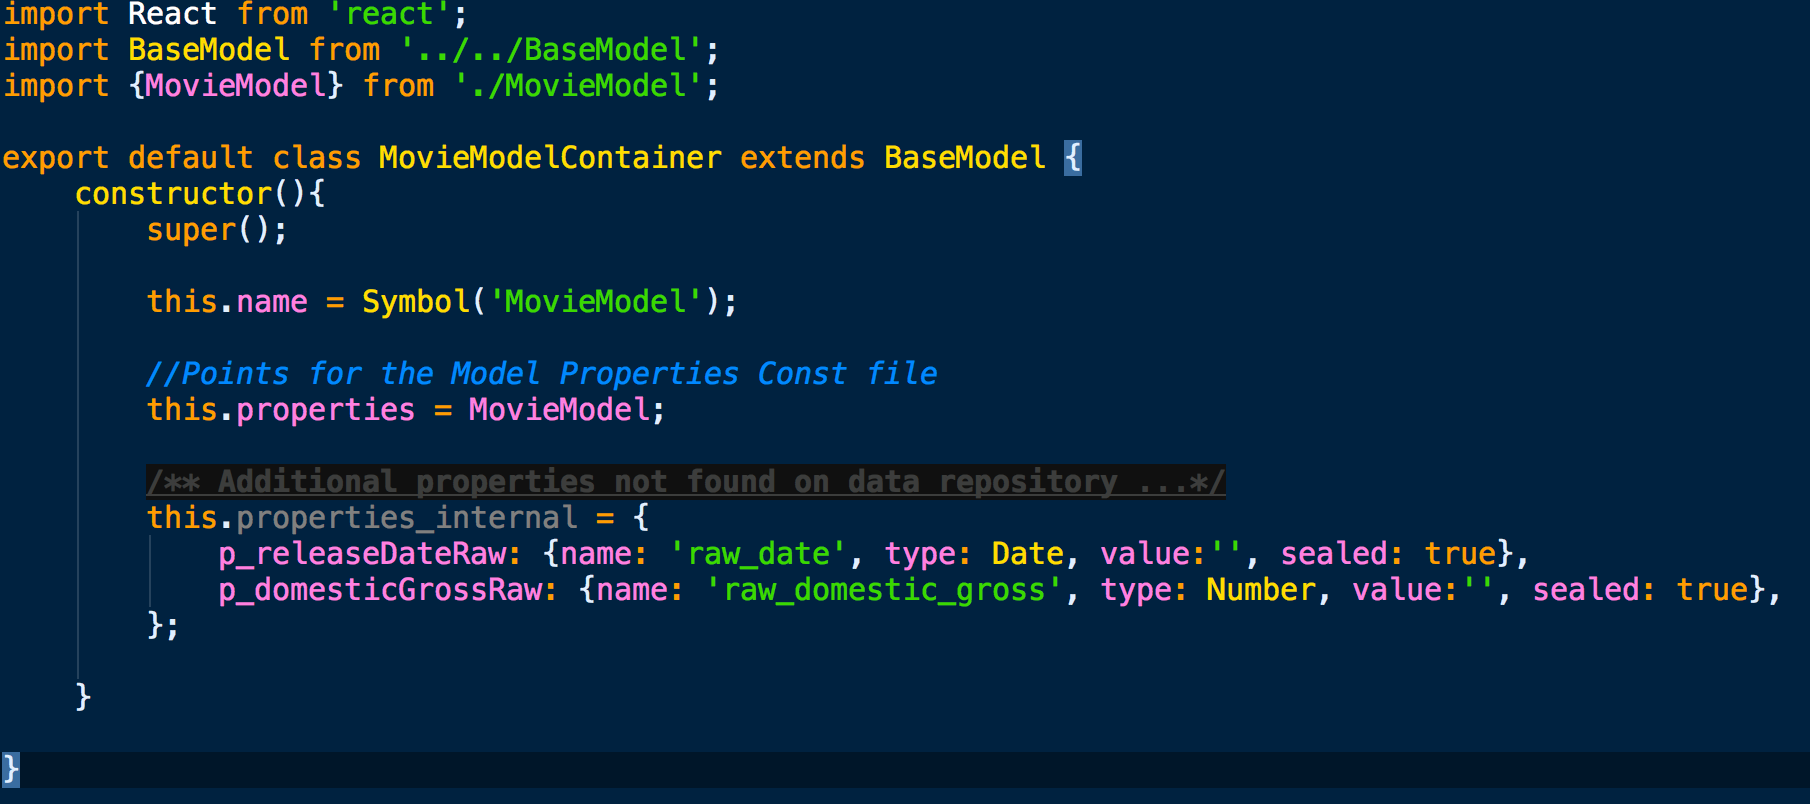 import React from 'react';
import BaseModel from '../../BaseModel';
import {MovieModel} from './MovieModel';
export default class MovieModelContainer extends BaseModel {
constructor(){
super();
this.name = Symbol('MovieModel');
//Points for the Model Properties Const file
this.properties = MovieModel;
/** Additional properties not found on data repository ...*/
this.properties_internal = {
p_releaseDateRaw: {name: 'raw_date', type: Date, value:'', sealed: true},
p_domesticGrossRaw: {name: 'raw_domestic_gross', type: Number, value:'', sealed: true},
};
}
}